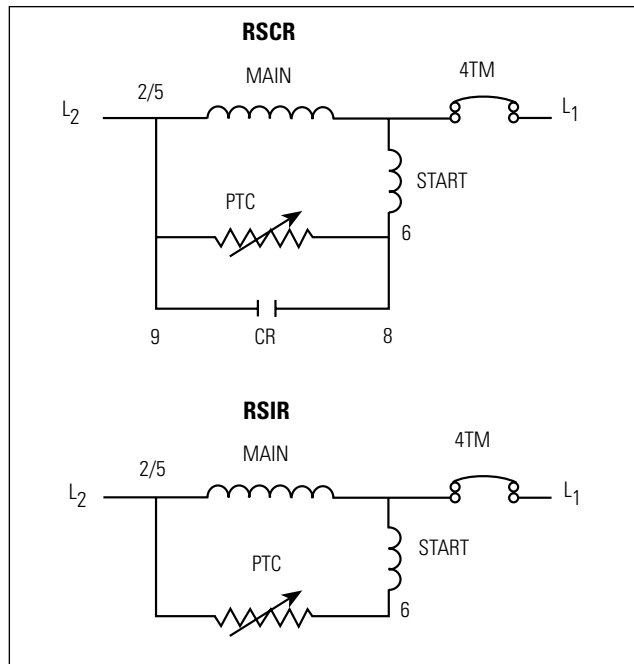 RSCR
MAIN
4TM
2/5
L2
L1
START
PTC
6
9
CR
8
RSIR
MAIN
4TM
2/5
L2
L1
START
PTC
6